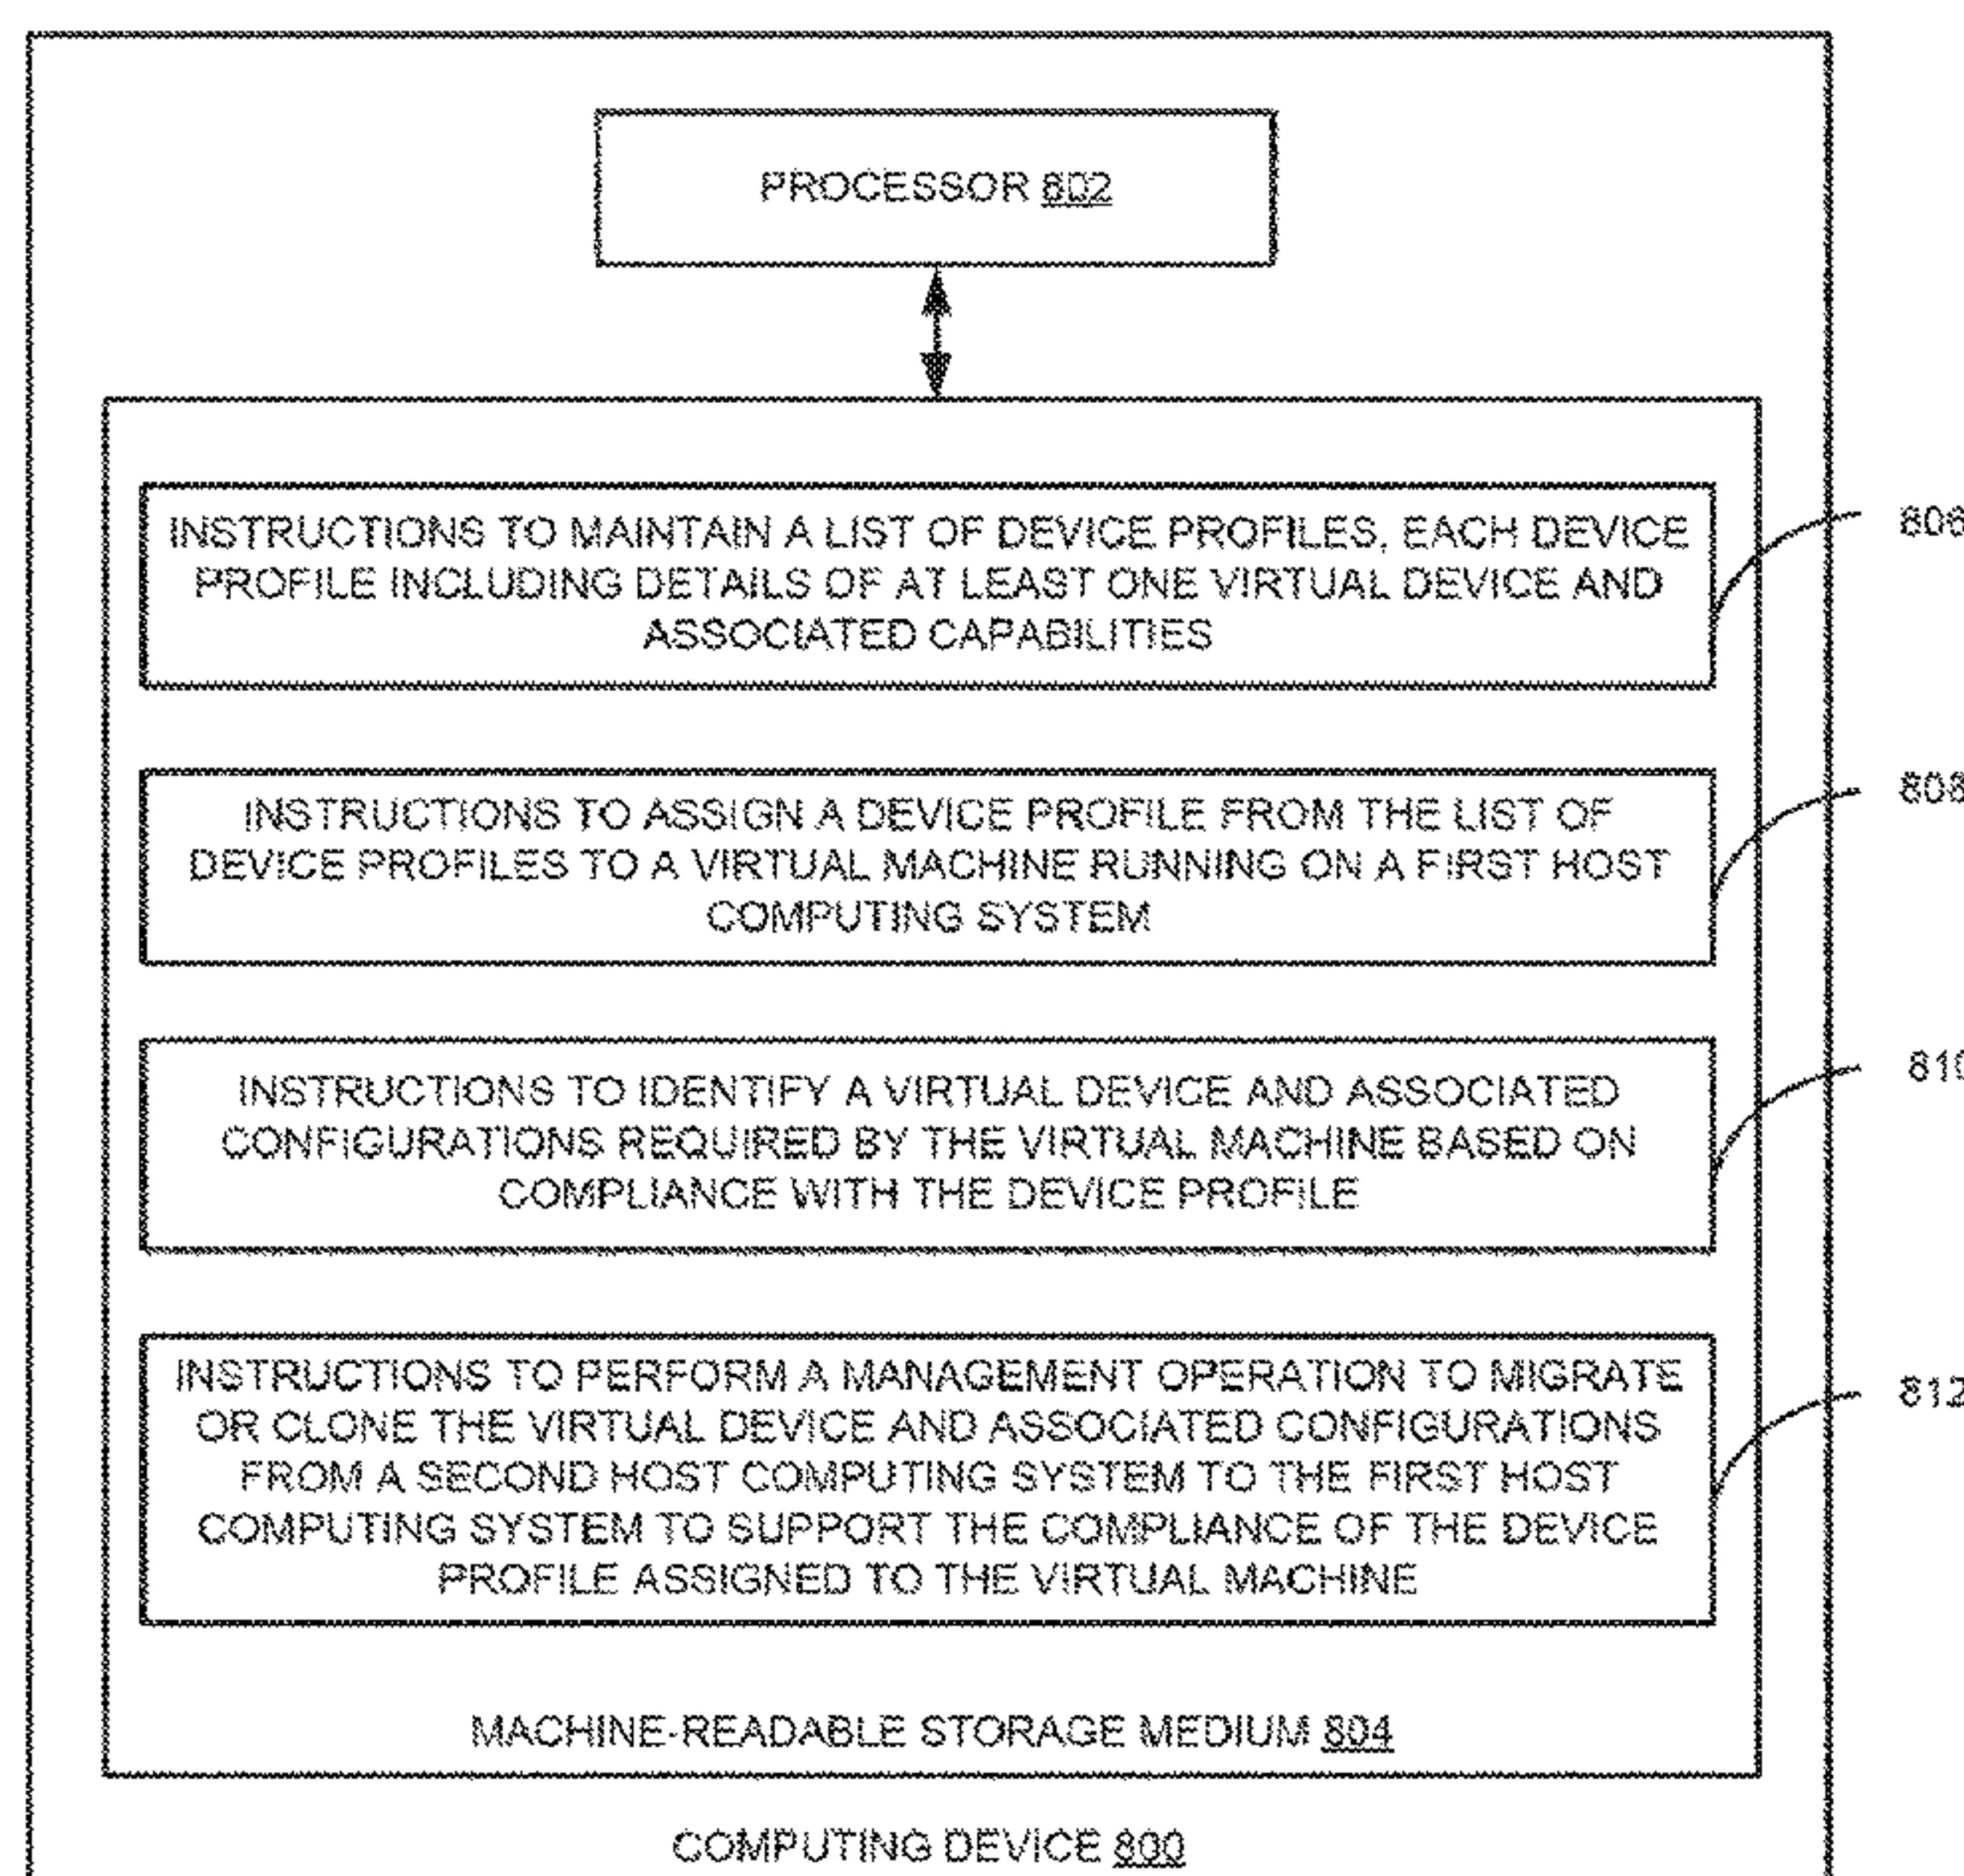 PROCESSOR 802
INSTRUCTIONS TO MAINTAIN A LIST OF DEVICE PROFILES, EACH DEVICE
PROFILE INCLUDING DETAILS OF AT LEAST ONE VIRTUAL DEVICE AND
ASSOCIATED CAPABILITIES
806
INSTRUCTIONS TO ASSIGN A DEVICE PROFILE FROM THE LIST OF
DEVICE PROFILES TO A VIRTUAL MACHINE RUNNING ON A FIRST HOST
COMPUTING SYSTEM
808
INSTRUCTIONS TO IDENTIFY A VIRTUAL DEVICE AND ASSOCIATED
CONFIGURATIONS REQUIRED BY THE VIRTUAL MACHINE BASED ON
COMPLIANCE WITH THE DEVICE PROFILE
810
INSTRUCTIONS TO PERFORM A MANAGEMENT OPERATION TO MIGRATE
OR CLONE THE VIRTUAL DEVICE AND ASSOCIATED CONFIGURATIONS
FROM A SECOND HOST COMPUTING SYSTEM TO THE FIRST HOST
COMPUTING SYSTEM TO SUPPORT THE COMPLIANCE OF THE DEVICE
PROFILE ASSIGNED TO THE VIRTUAL MACHINE
812
MACHINE-READABLE STORAGE MEDIUM 804
COMPUTING DEVICE 800